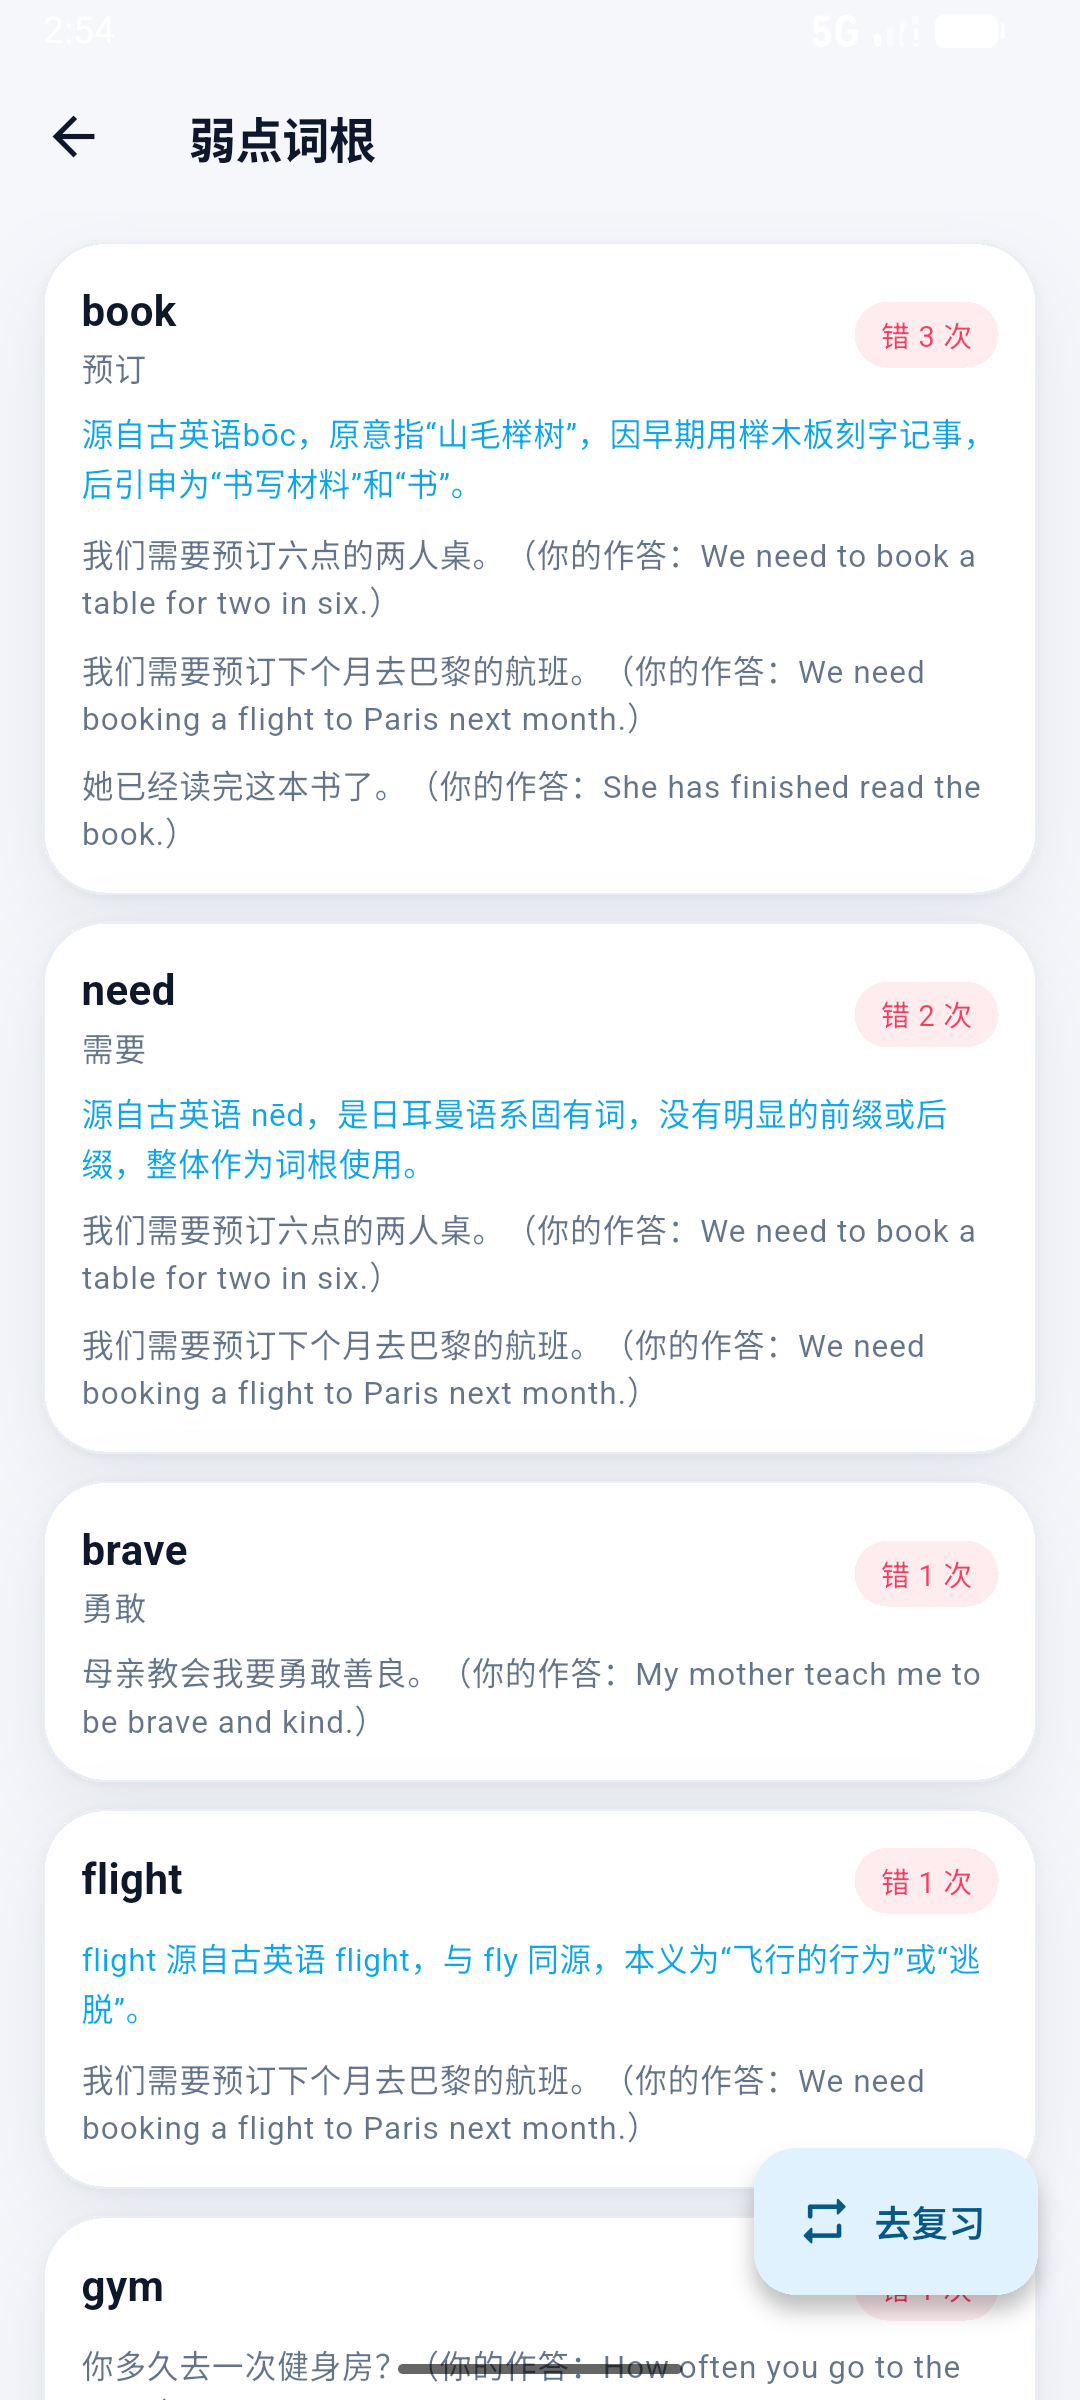 2:54
5G
弱点词根
book
错 3 次
预订
源自古英语bōc，原意指“山毛榉树”，因早期用榉木板刻字记事，
后引申为“书写材料”和“书”。
我们需要预订六点的两人桌。（你的作答：We need to book a
table for two in six.）
我们需要预订下个月去巴黎的航班。（你的作答：We need
booking a flight to Paris next month.）
她已经读完这本书了。（你的作答：She has finished read the
book.）
need
错 2 次
需要
源自古英语 nēd，是日耳曼语系固有词，没有明显的前缀或后
缀，整体作为词根使用。
我们需要预订六点的两人桌。（你的作答：We need to book a
table for two in six.）
我们需要预订下个月去巴黎的航班。（你的作答：We need
booking a flight to Paris next month.）
brave
错 1 次
勇敢
母亲教会我要勇敢善良。（你的作答：My mother teach me to
be brave and kind.）
flight
错 1 次
flight 源自古英语 flight，与 fly 同源，本义为“飞行的行为”或“逃
脱”。
我们需要预订下个月去巴黎的航班。（你的作答：We need
booking a flight to Paris next month.）
去复习
gym
你多久去一次健身房？（你的作答：How often you go to the